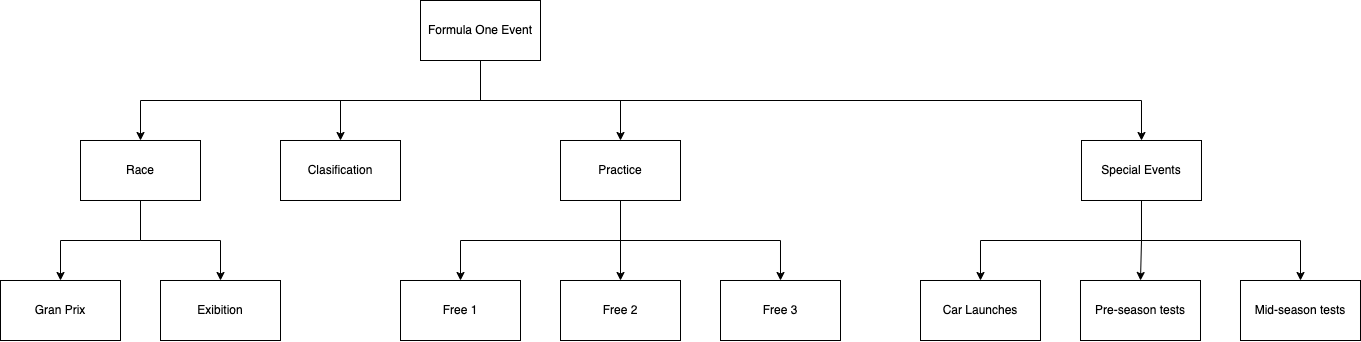 Formula One Event
Race
Clasification
Practice
Special Events
Gran Prix
Exibition
Free 1
Free 2
Free 3
Car Launches
Pre-season tests
Mid-season tests